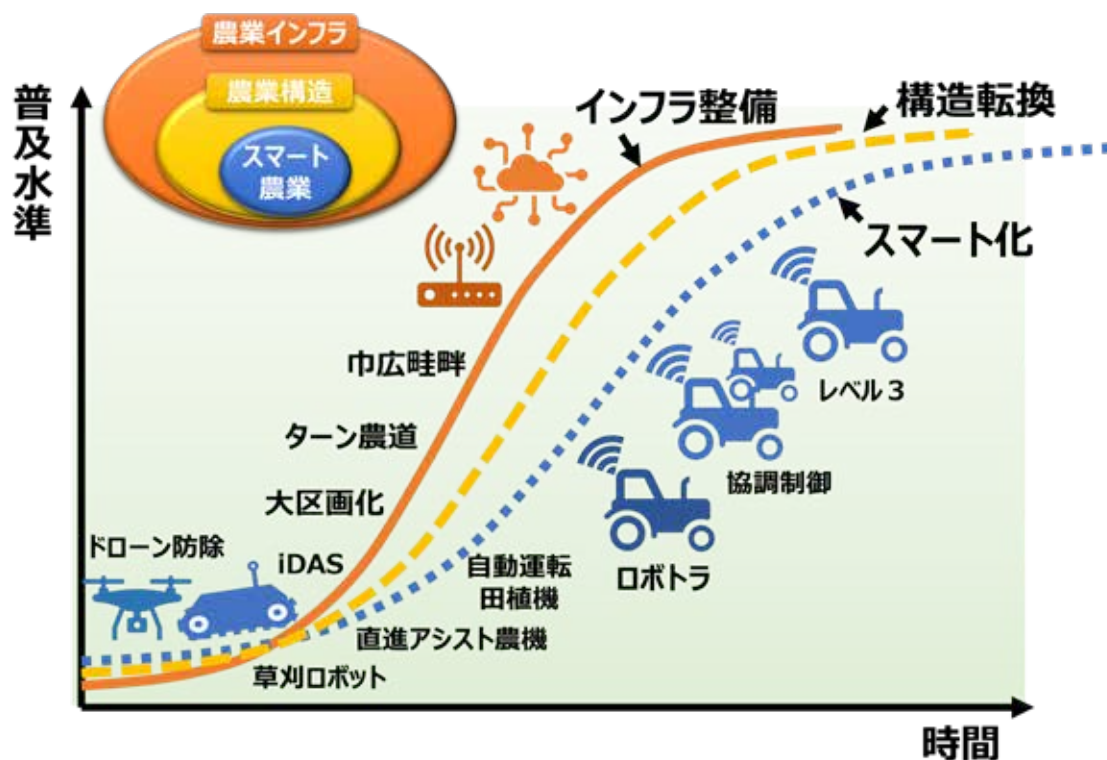 農業インフラ
農業構造
スマート
農業
普及水準
インフラ整備
構造転換
スマート化
巾広畦畔
レベル３
ターン農道
協調制御
大区画化
ドローン防除
iDAS
自動運転
田植機
ロボトラ
直進アシスト農機
草刈ロボット
時間